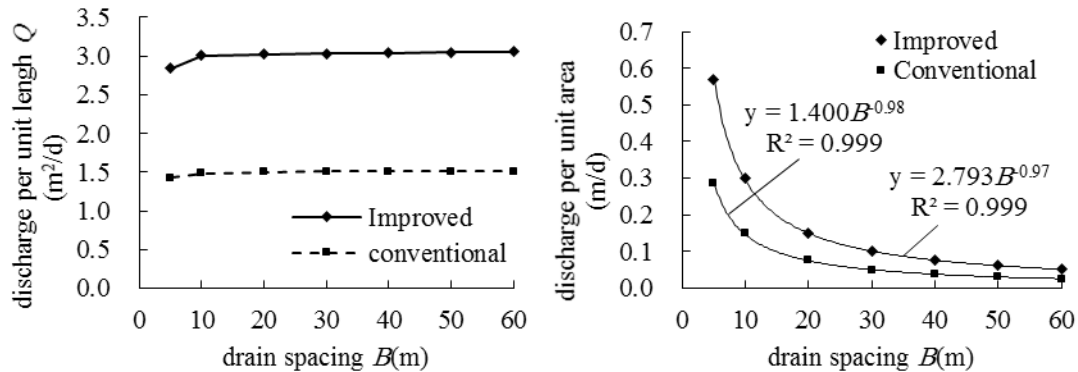 discharge per unit lengh Q
(m²/d)
3.5
3.0
2.5
2.0
1.5
1.0
0.5
0.0
Improved
conventional
0 10 20 30 40 50 60
drain spacing B(m)
discharge per unit area
(m/d)
0.7
0.6
0.5
0.4
0.3
0.2
0.1
0.0
Improved
Conventional
y = 1.400B^-0.98
R² = 0.999
y = 2.793B^-0.97
R² = 0.999
0 10 20 30 40 50 60
drain spacing B(m)